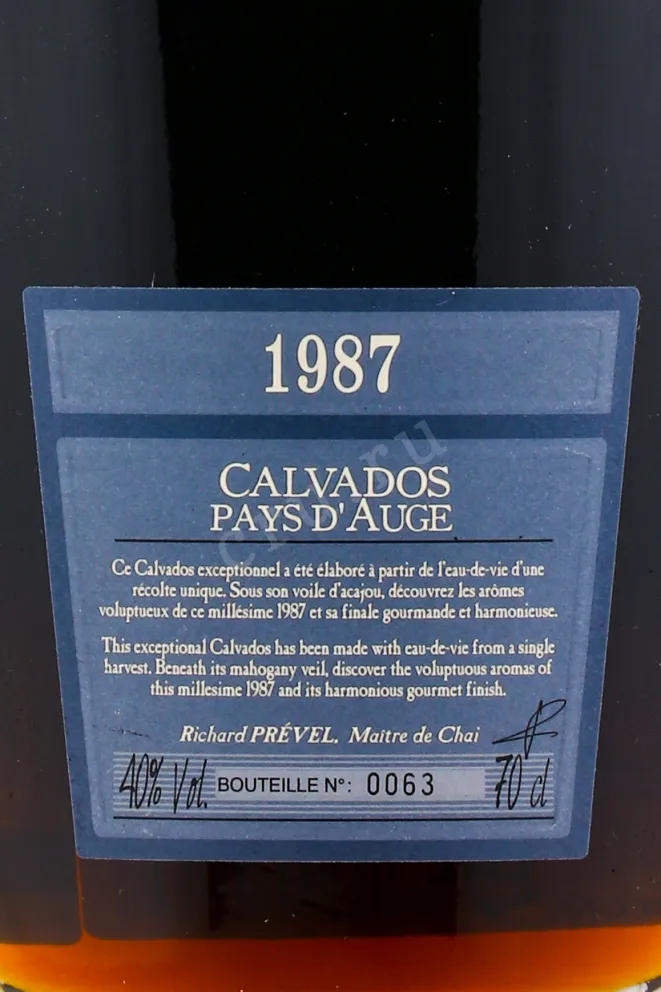 1987
CALVADOS
PAYS D'AUGE
Ce Calvados exceptionnel a été élaboré à partir de l'eau-de-vie d'une
récolte unique. Sous son voile d'acajou, découvrez les arômes
voluptueux de ce millésime 1987 et sa finale gourmande et harmonieuse.
This exceptional Calvados has been made with eau-de-vie from a single
harvest. Beneath its mahogany veil, discover the voluptuous aromas of
this millesime 1987 and its harmonious gourmet finish.
Richard PRÉVEL, Maître de Chai
40% Vol. BOUTEILLE N°: 0063 70 cl